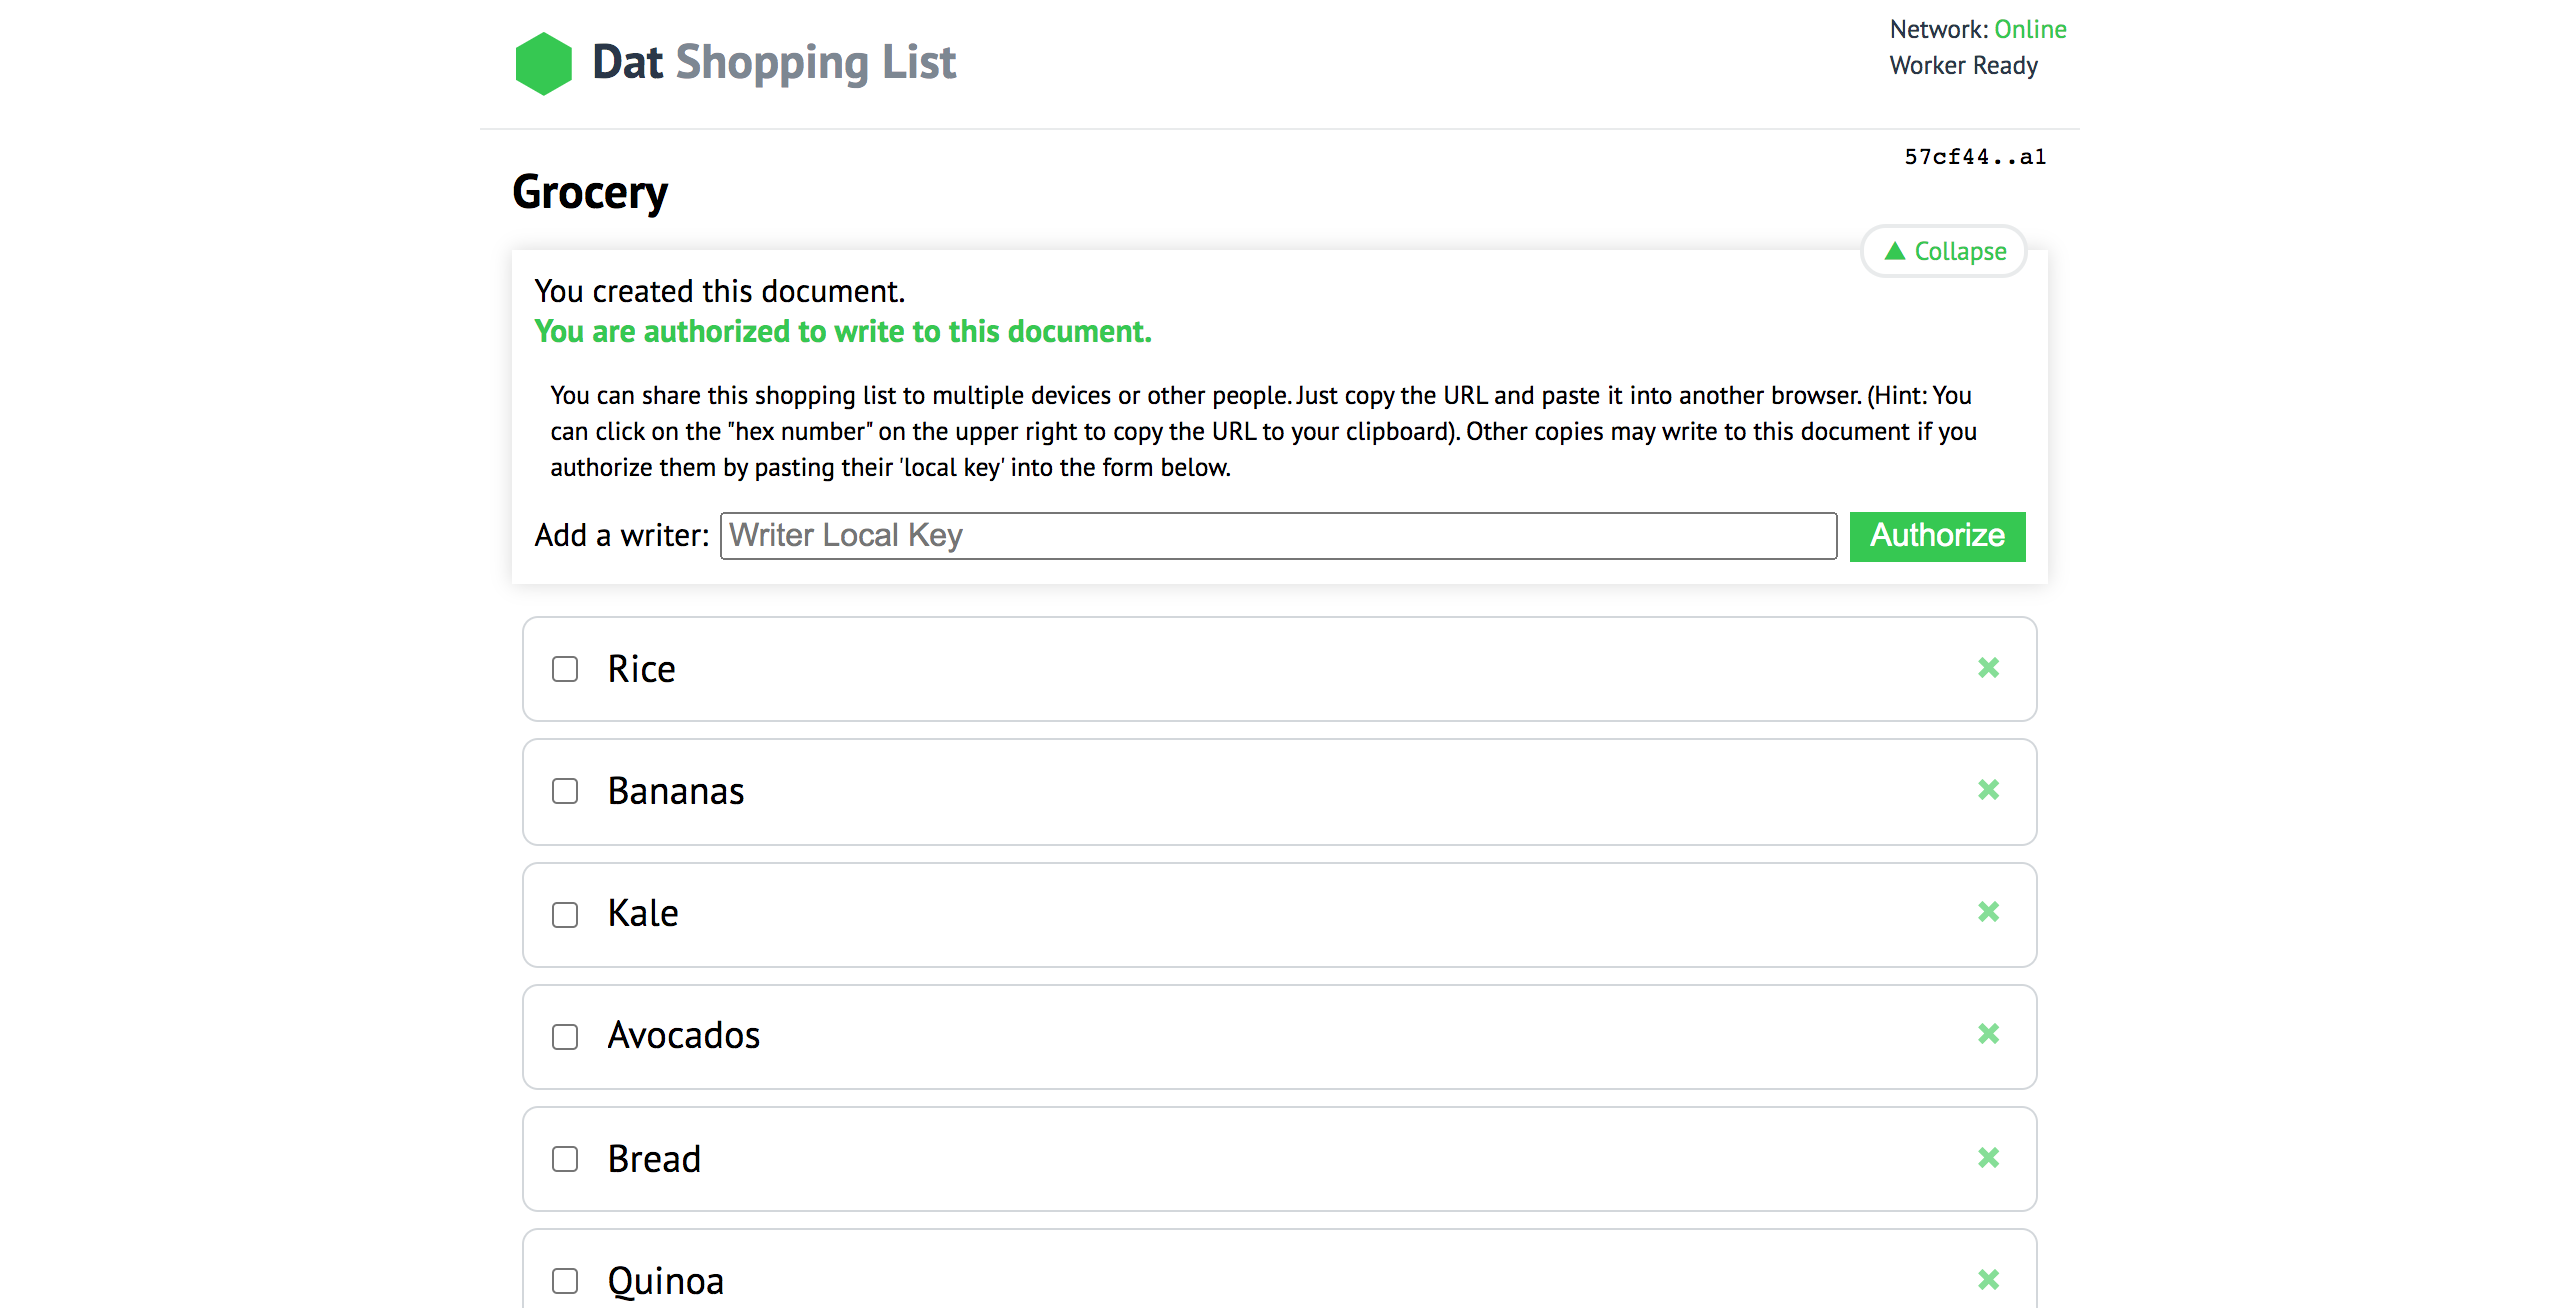 Dat Shopping List
Network: Online
Worker Ready
57cf44..a1
Grocery
▲ Collapse
You created this document.
You are authorized to write to this document.
You can share this shopping list to multiple devices or other people. Just copy the URL and paste it into another browser. (Hint: You
can click on the "hex number" on the upper right to copy the URL to your clipboard). Other copies may write to this document if you
authorize them by pasting their 'local key' into the form below.
Add a writer: Writer Local Key Authorize
Rice
Bananas
Kale
Avocados
Bread
Quinoa